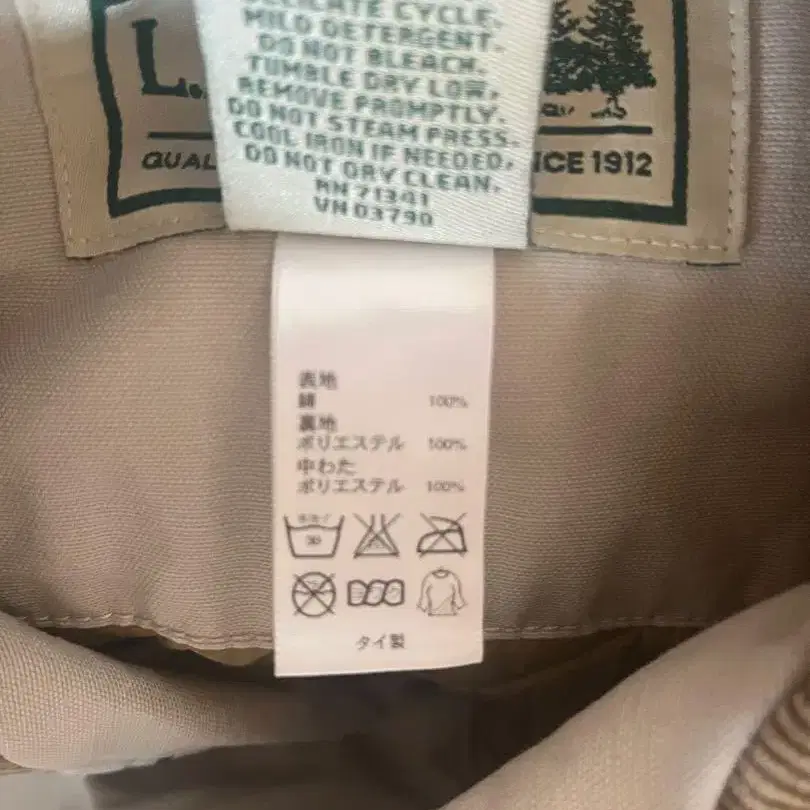 L.
QUAL
NCE 1912
DELICATE CYCLE,
MILD DETERGENT.
DO NOT BLEACH.
TUMBLE DRY LOW,
REMOVE PROMPTLY.
DO NOT STEAM PRESS.
COOL IRON IF NEEDED,
DO NOT DRY CLEAN.
RN 71341
VN 03790
表地
綿 100%
裏地
ポリエステル 100%
中わた
ポリエステル 100%
30
タイ製